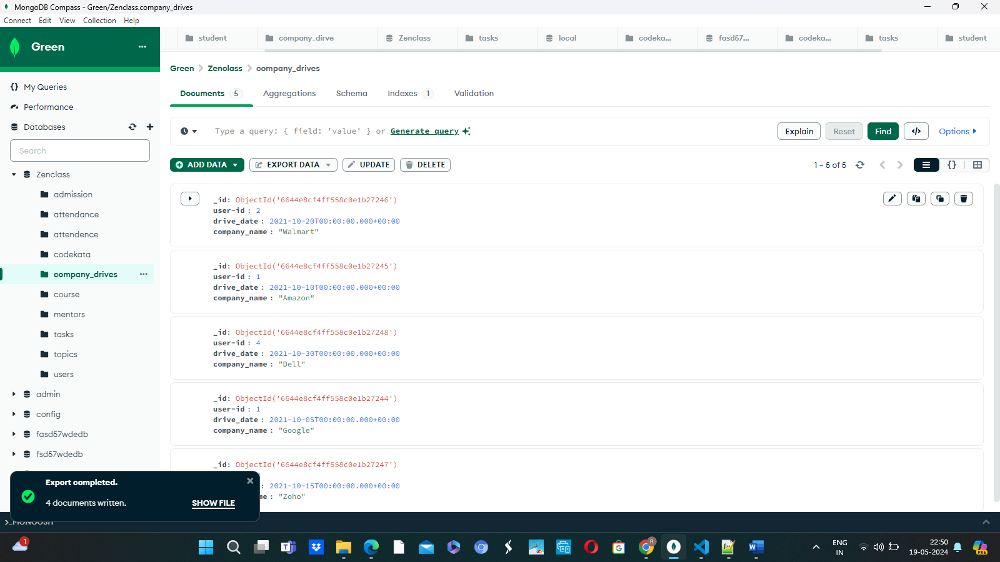 MongoDB Compass - Green/Zenclass.company_drives
Connect Edit View Collection Help
Green
student company_dirve Zenclass tasks local codeka... fasd57... codeka... tasks student
Green > Zenclass > company_drives
{} My Queries
Documents 5 Aggregations Schema Indexes 1 Validation
Performance
Databases
Type a query: { field: 'value' } or Generate query
Explain Reset Find </> Options
Search
ADD DATA EXPORT DATA UPDATE DELETE
1 – 5 of 5 {}
Zenclass
admission
attendance
attendence
codekata
company_drives
course
mentors
tasks
topics
users
admin
config
fasd57wdedb
fsd57wdedb
_id: ObjectId('6644e8cf4ff558c0e1b27246')
user-id : 2
drive_date : 2021-10-20T00:00:00.000+00:00
company_name : "Walmart"
_id: ObjectId('6644e8cf4ff558c0e1b27245')
user-id : 1
drive_date : 2021-10-10T00:00:00.000+00:00
company_name : "Amazon"
_id: ObjectId('6644e8cf4ff558c0e1b27248')
user-id : 4
drive_date : 2021-10-30T00:00:00.000+00:00
company_name : "Dell"
_id: ObjectId('6644e8cf4ff558c0e1b27244')
user-id : 1
drive_date : 2021-10-05T00:00:00.000+00:00
company_name : "Google"
_id: ObjectId('6644e8cf4ff558c0e1b27247')
: 2021-10-15T00:00:00.000+00:00
me : "Zoho"
Export completed.
4 documents written. SHOW FILE
>_MONGOSH
1
ENG
IN
22:50
19-05-2024
PRE